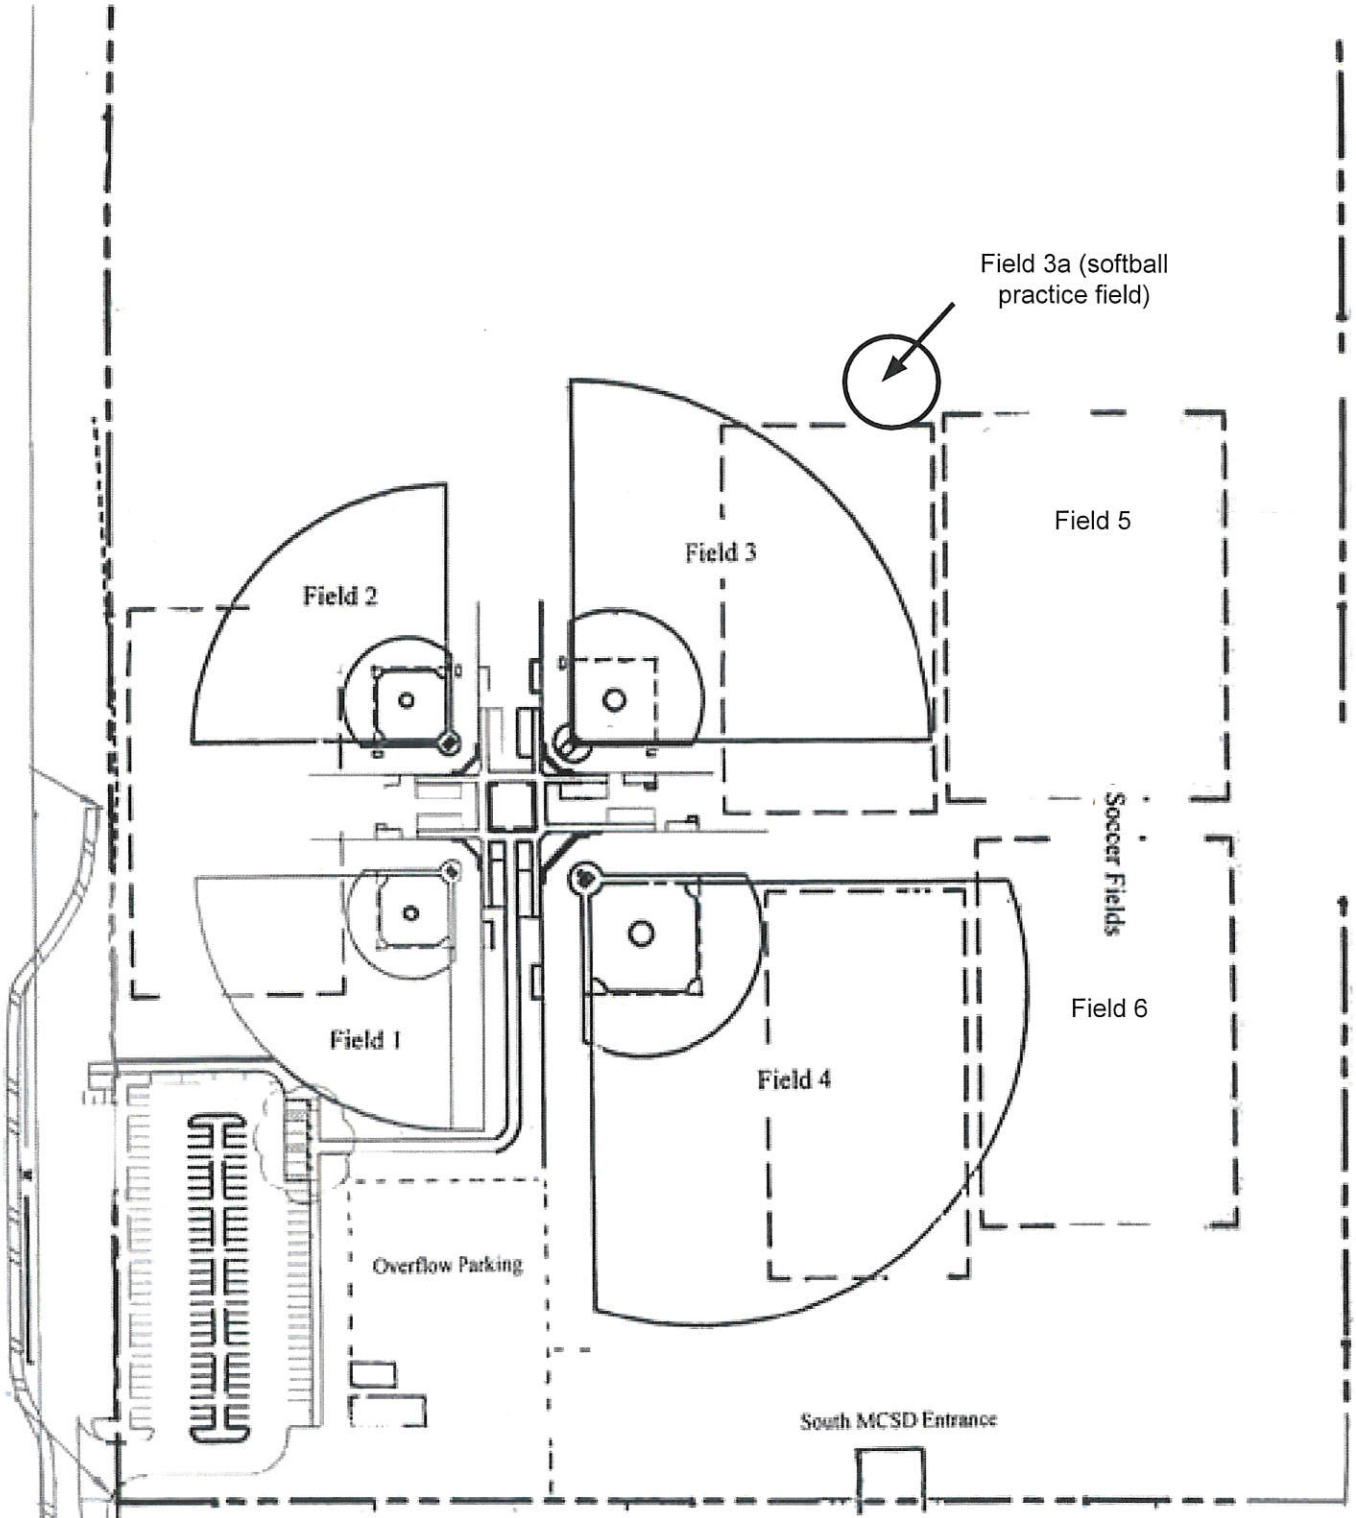 Field 3a (softball
practice field)
Field 5
Field 3
Field 2
Soccer Fields
Field 6
Field 1
Field 4
Overflow Parking
South MCSD Entrance